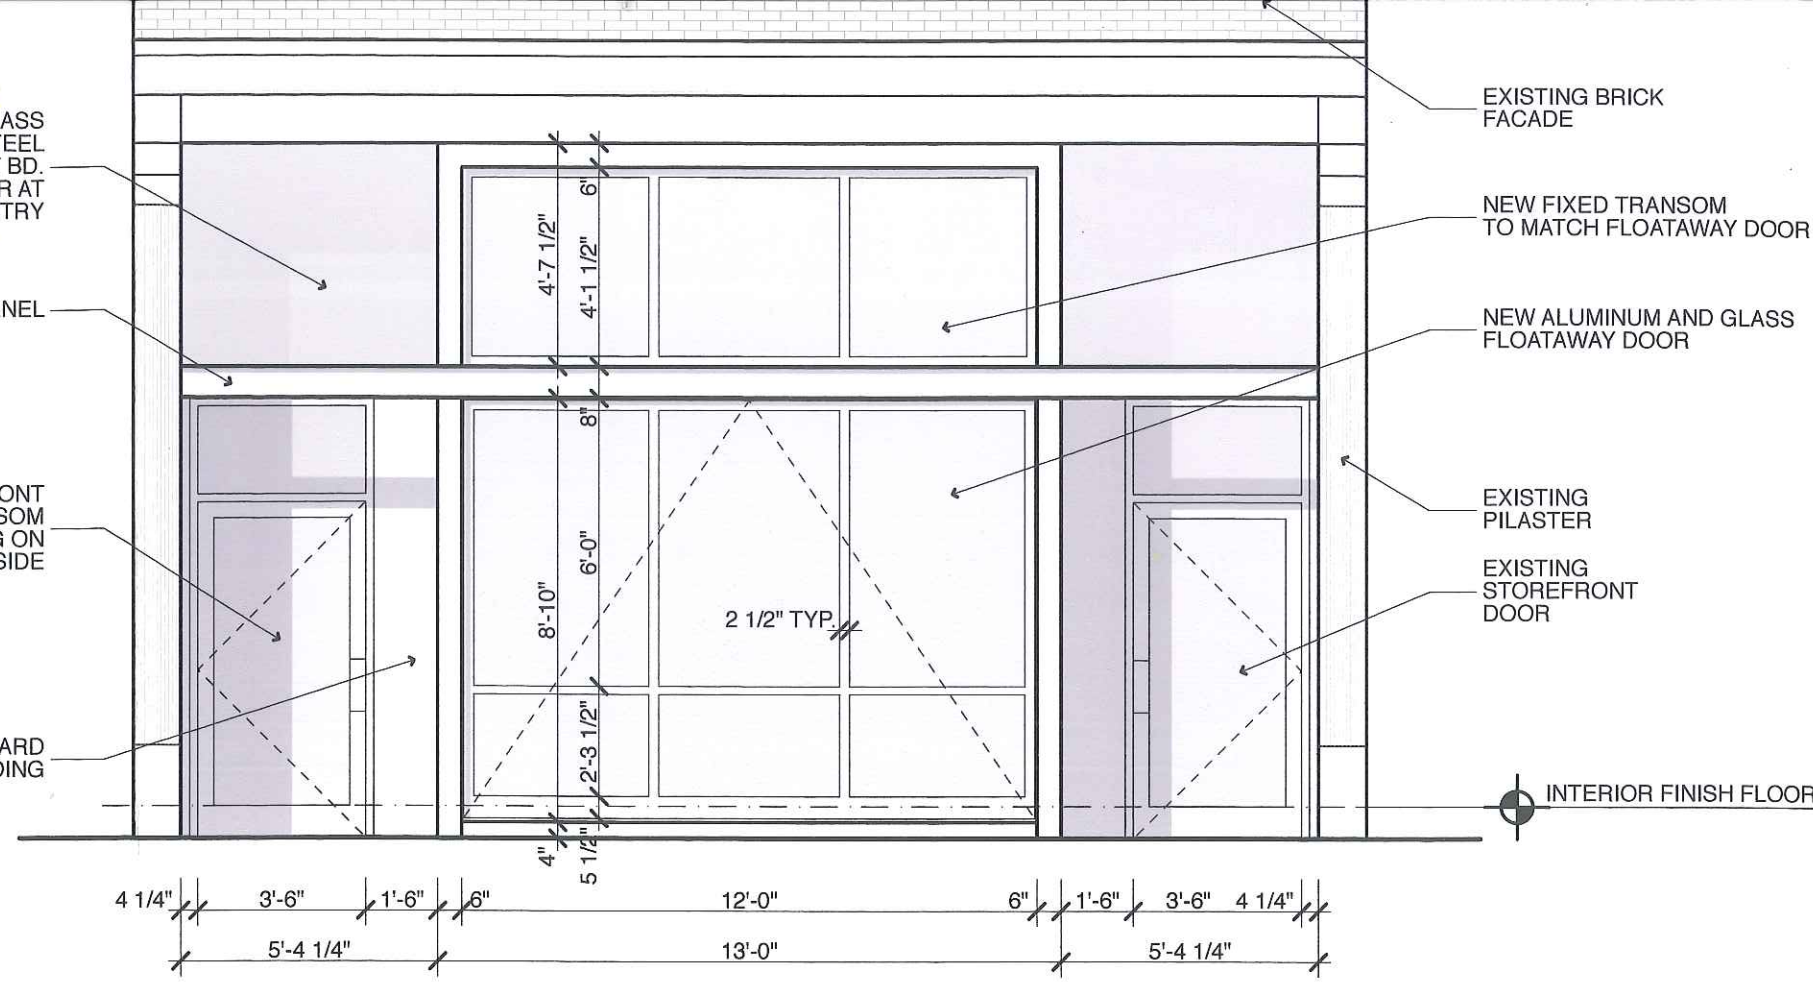 ASS
TEEL
BD.
R AT
TRY
NEL
ONT
SOM
G ON
SIDE
ARD
DING
EXISTING BRICK
FACADE
NEW FIXED TRANSOM
TO MATCH FLOATAWAY DOOR
NEW ALUMINUM AND GLASS
FLOATAWAY DOOR
EXISTING
PILASTER
EXISTING
STOREFRONT
DOOR
INTERIOR FINISH FLOOR
6"
4'-7 1/2"
4'-1 1/2"
8"
6'-0"
8'-10"
2 1/2" TYP.
2'-3 1/2"
4"
5 1/2"
4 1/4" 3'-6" 1'-6" 6" 12'-0" 6" 1'-6" 3'-6" 4 1/4"
5'-4 1/4" 13'-0" 5'-4 1/4"